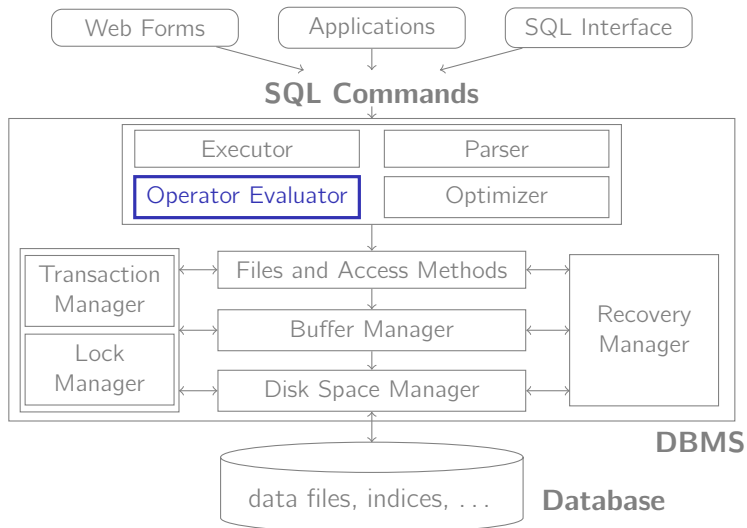 Web Forms
Applications
SQL Interface
SQL Commands
Executor
Parser
Operator Evaluator
Optimizer
Transaction
Manager
Lock
Manager
Files and Access Methods
Buffer Manager
Disk Space Manager
Recovery
Manager
DBMS
data files, indices, . . .
Database